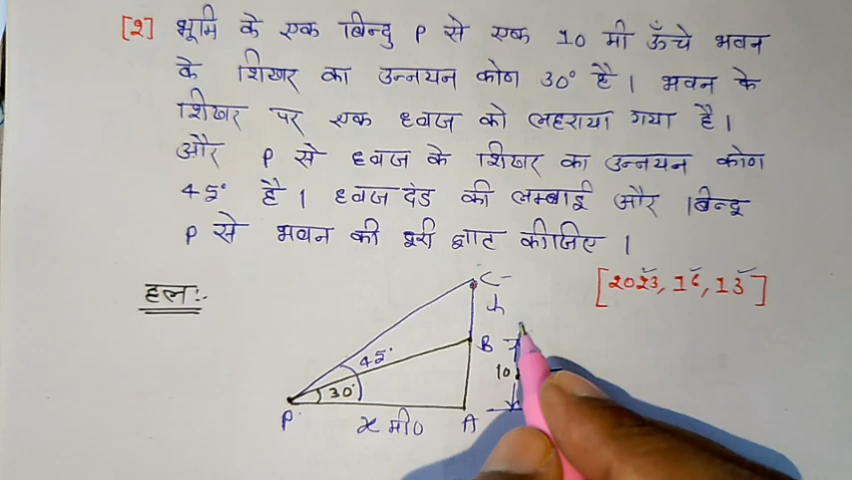 [2] भूमि के एक बिन्दु P से एक 10 मी ऊँचे भवन
के शिखर का उन्नयन कोण 30° है। भवन के
शिखर पर एक ध्वज को लहराया गया है।
और P से ध्वज के शिखर का उन्नयन कोण
45° है। ध्वज दंड की लम्बाई और बिन्दु
P से भवन की दूरी ज्ञात कीजिए।
हल:- [2023, 16, 13]
C
h
B
45°
10
30°
P x मी० A